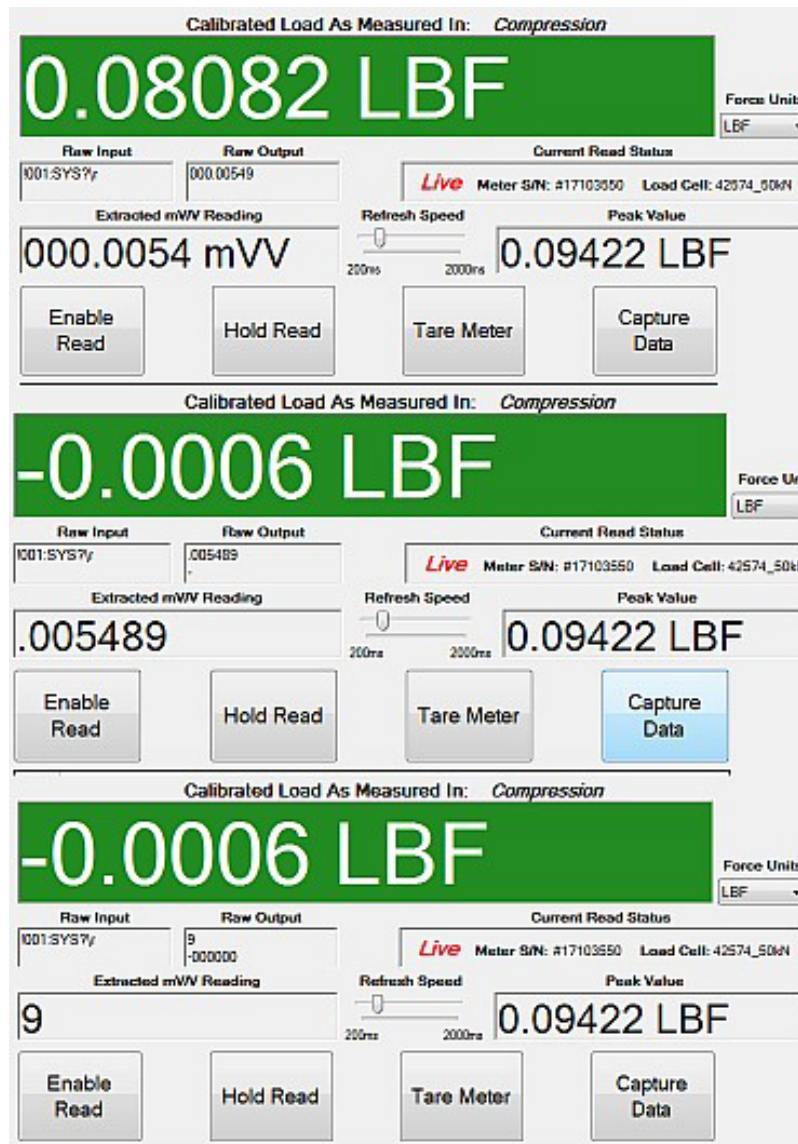 Calibrated Load As Measured In: Compression
0.08082 LBF
Force Unit
LBF
Raw Input Raw Output Current Read Status
!001:SYS?\r 000.00549 Live Meter S/N: #17103550 Load Cell: 42574_50kN
Extracted mV/V Reading Refresh Speed Peak Value
000.0054 mVV 200ms 2000ms 0.09422 LBF
Enable Read Hold Read Tare Meter Capture Data
Calibrated Load As Measured In: Compression
-0.0006 LBF
Force Un
LBF
Raw Input Raw Output Current Read Status
!001:SYS?\r .005489 Live Meter S/N: #17103550 Load Cell: 42574_50k
-
Extracted mV/V Reading Refresh Speed Peak Value
.005489 200ms 2000ms 0.09422 LBF
Enable Read Hold Read Tare Meter Capture Data
Calibrated Load As Measured In: Compression
-0.0006 LBF
Force Units
LBF
Raw Input Raw Output Current Read Status
!001:SYS?\r 9 Live Meter S/N: #17103550 Load Cell: 42574_50kN
-000000
Extracted mV/V Reading Refresh Speed Peak Value
9 200ms 2000ms 0.09422 LBF
Enable Read Hold Read Tare Meter Capture Data